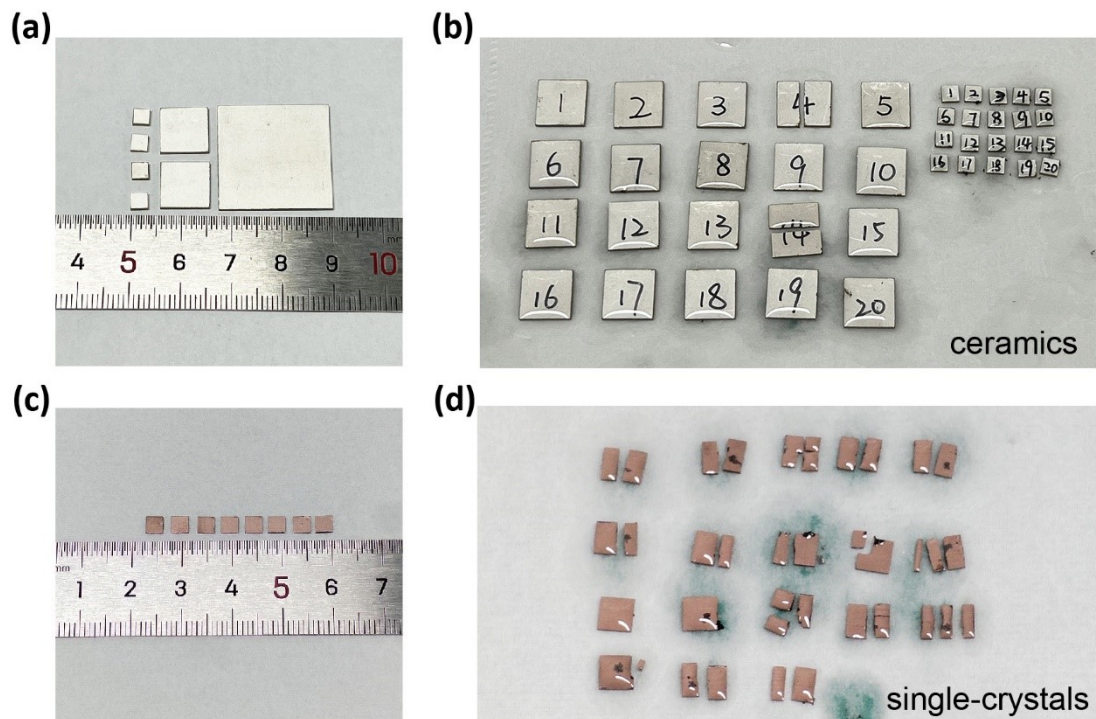 (a)
4 5 6 7 8 9 10
mm
(b)
1 2 3 4 5
6 7 8 9 10
11 12 13 14 15
16 17 18 19 20
1 2 3 4 5
6 7 8 9 10
11 12 13 14 15
16 17 18 19 20
ceramics
(c)
mm
1 2 3 4 5 6 7
(d)
single-crystals